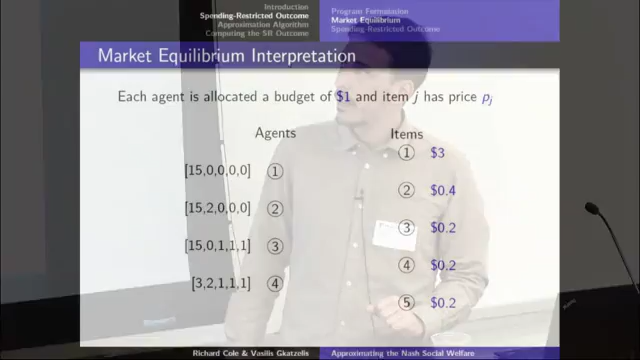 Introduction
Spending-Restricted Outcome
Approximation Algorithm
Computing the SR Outcome
Program Formulation
Market Equilibrium
Spending-Restricted Outcome
Market Equilibrium Interpretation
Each agent is allocated a budget of $1 and item j has price pj
Agents Items
1 $3
[15,0,0,0,0] 1
2 $0.4
[15,2,0,0,0] 2
3 $0.2
[15,0,1,1,1] 3
4 $0.2
[3,2,1,1,1] 4
5 $0.2
Richard Cole & Vasilis Gkatzelis Approximating the Nash Social Welfare